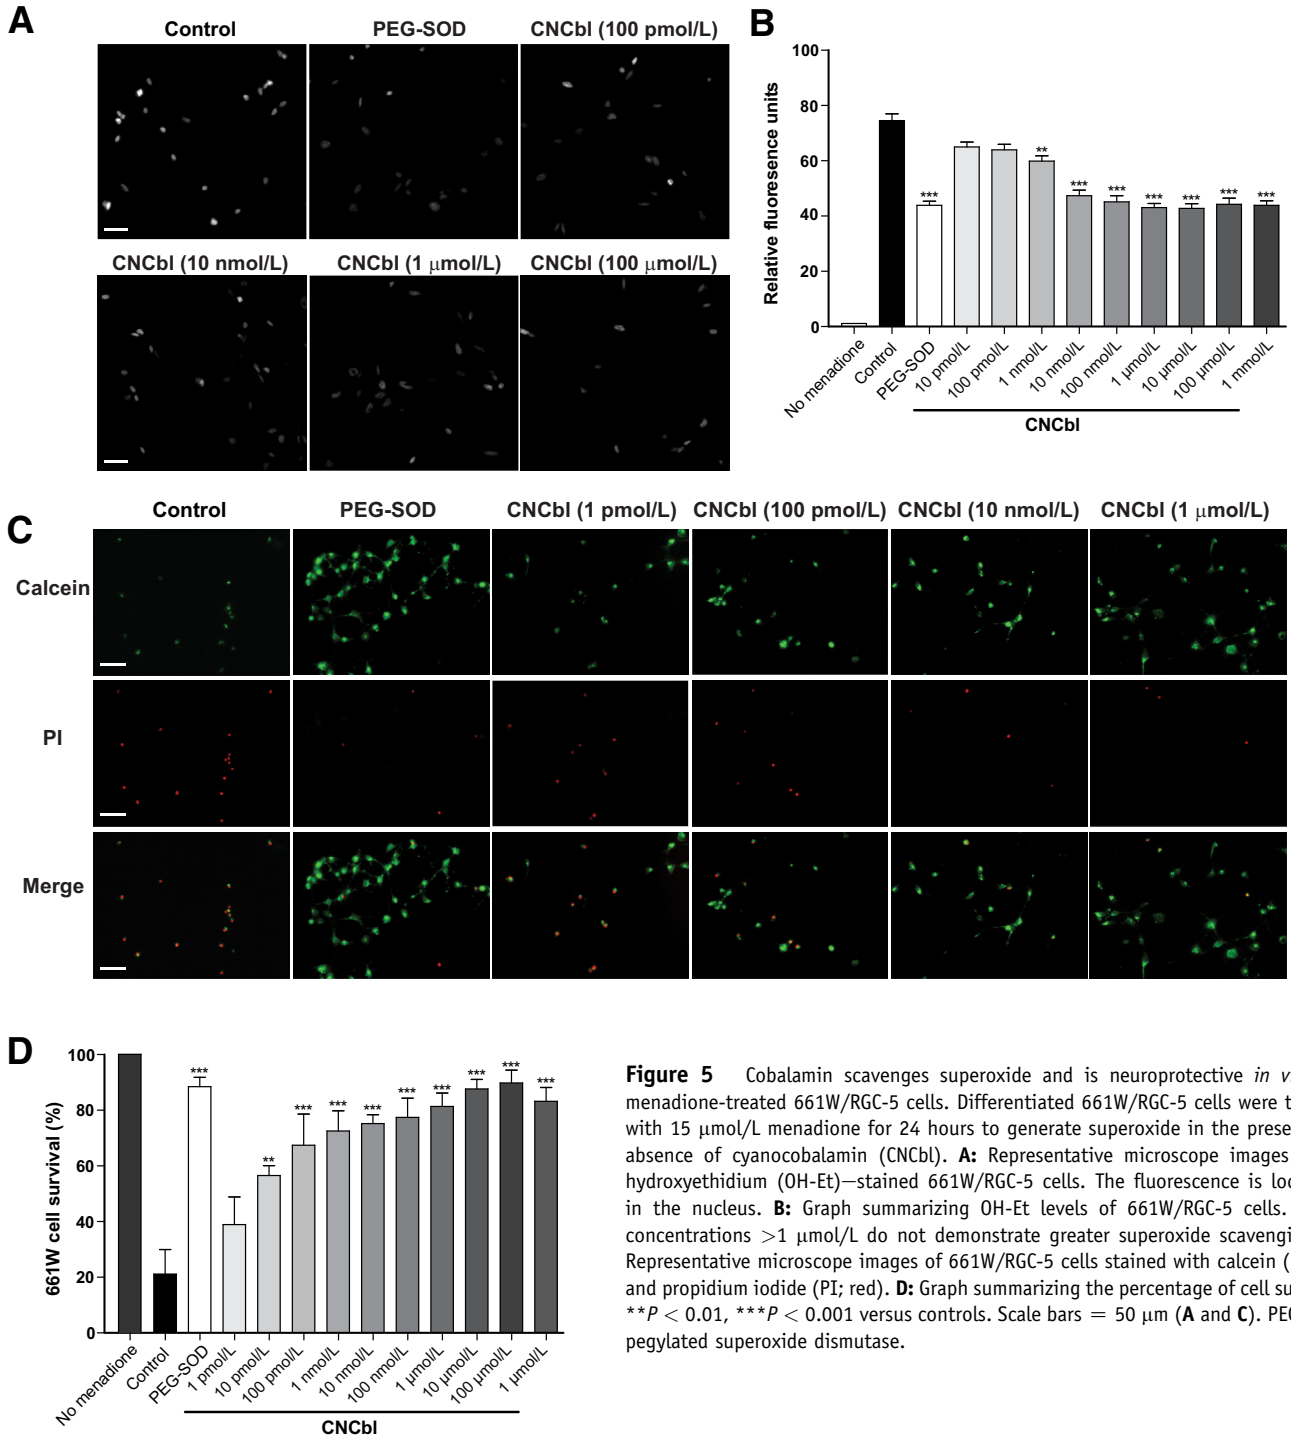 A
Control PEG-SOD CNCbl (100 pmol/L)
CNCbl (10 nmol/L) CNCbl (1 μmol/L) CNCbl (100 μmol/L)
B
Relative fluoresence units
100
80
60
40
20
0
** *** *** *** *** *** *** ***
No menadione Control PEG-SOD 10 pmol/L 100 pmol/L 1 nmol/L 10 nmol/L 100 nmol/L 1 μmol/L 10 μmol/L 100 μmol/L 1 mmol/L
CNCbl
C
Control PEG-SOD CNCbl (1 pmol/L) CNCbl (100 pmol/L) CNCbl (10 nmol/L) CNCbl (1 μmol/L)
Calcein
PI
Merge
D
661W cell survival (%)
100
80
60
40
20
0
*** ** *** *** *** *** *** *** *** ***
No menadione Control PEG-SOD 1 pmol/L 10 pmol/L 100 pmol/L 1 nmol/L 10 nmol/L 100 nmol/L 1 μmol/L 10 μmol/L 100 μmol/L 1 μmol/L
CNCbl
Figure 5 Cobalamin scavenges superoxide and is neuroprotective in
menadione-treated 661W/RGC-5 cells. Differentiated 661W/RGC-5 cells were
with 15 μmol/L menadione for 24 hours to generate superoxide in the
absence of cyanocobalamin (CNCbl). A: Representative microscope images
hydroxyethidium (OH-Et)—stained 661W/RGC-5 cells. The fluorescence is
in the nucleus. B: Graph summarizing OH-Et levels of 661W/RGC-5 cells.
concentrations >1 μmol/L do not demonstrate greater superoxide
Representative microscope images of 661W/RGC-5 cells stained with calcein
and propidium iodide (PI; red). D: Graph summarizing the percentage of cell
**P < 0.01, ***P < 0.001 versus controls. Scale bars = 50 μm (A and C).
pegylated superoxide dismutase.